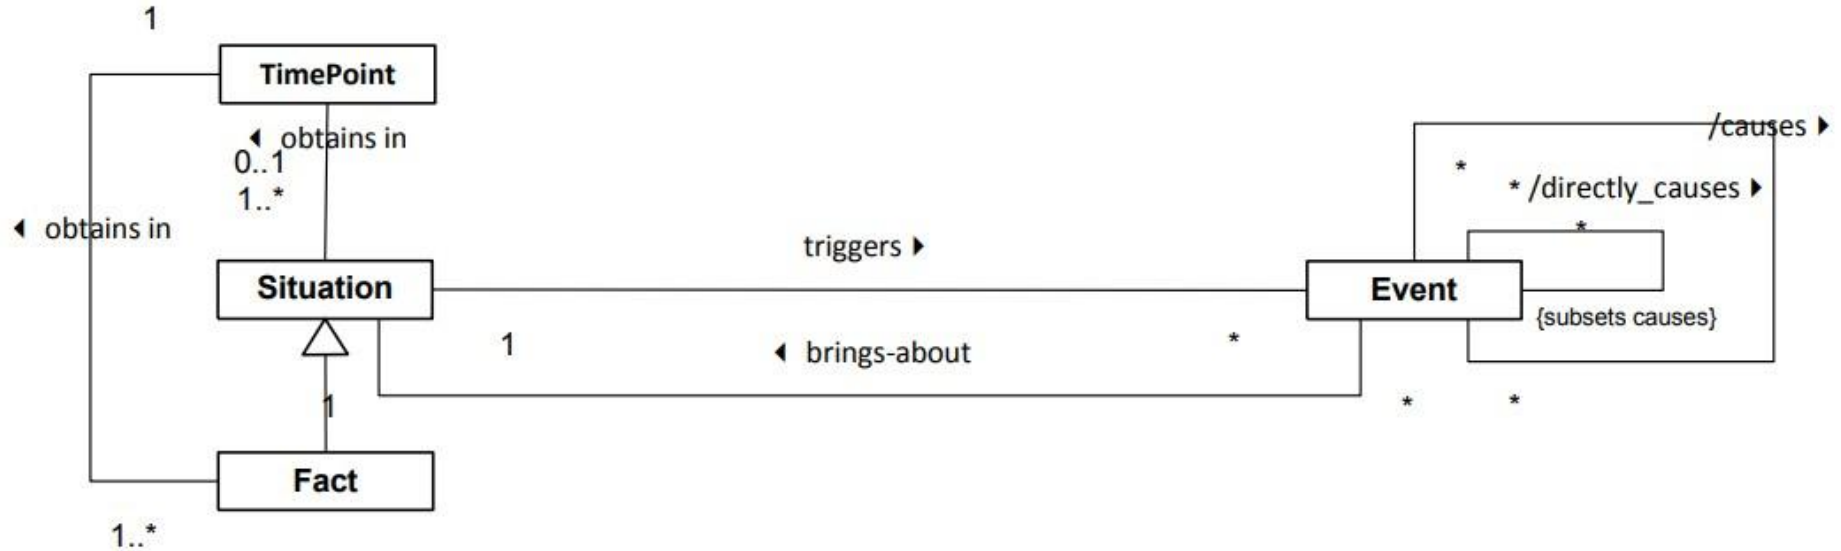 1
TimePoint
◄ obtains in
0..1
1..*
◄ obtains in
Situation
triggers ►
1
*
◄ brings-about
1
Fact
1..*
Event
/causes ►
*
* /directly_causes ►
*
{subsets causes}
*
*